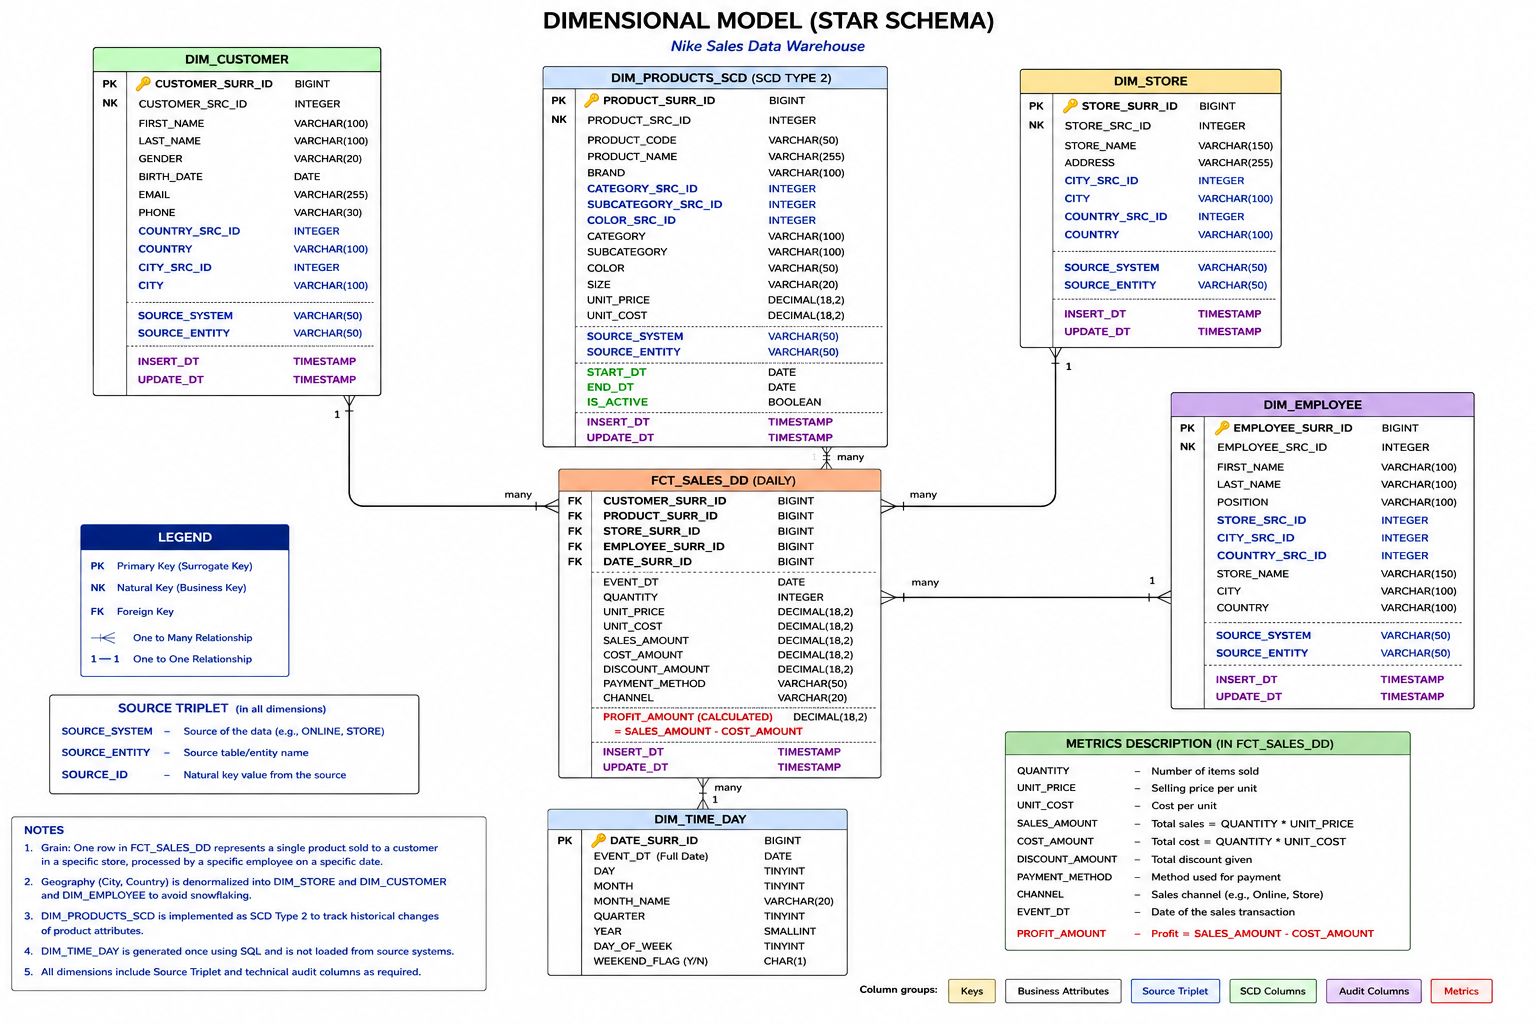 DIMENSIONAL MODEL (STAR SCHEMA)
Nike Sales Data Warehouse
DIM_CUSTOMER
PK CUSTOMER_SURR_ID BIGINT
NK CUSTOMER_SRC_ID INTEGER
FIRST_NAME VARCHAR(100)
LAST_NAME VARCHAR(100)
GENDER VARCHAR(20)
BIRTH_DATE DATE
EMAIL VARCHAR(255)
PHONE VARCHAR(30)
COUNTRY_SRC_ID INTEGER
COUNTRY VARCHAR(100)
CITY_SRC_ID INTEGER
CITY VARCHAR(100)
SOURCE_SYSTEM VARCHAR(50)
SOURCE_ENTITY VARCHAR(50)
INSERT_DT TIMESTAMP
UPDATE_DT TIMESTAMP
1
many
DIM_PRODUCTS_SCD (SCD TYPE 2)
PK PRODUCT_SURR_ID BIGINT
NK PRODUCT_SRC_ID INTEGER
PRODUCT_CODE VARCHAR(50)
PRODUCT_NAME VARCHAR(255)
BRAND VARCHAR(100)
CATEGORY_SRC_ID INTEGER
SUBCATEGORY_SRC_ID INTEGER
COLOR_SRC_ID INTEGER
CATEGORY VARCHAR(100)
SUBCATEGORY VARCHAR(100)
COLOR VARCHAR(50)
SIZE VARCHAR(20)
UNIT_PRICE DECIMAL(18,2)
UNIT_COST DECIMAL(18,2)
SOURCE_SYSTEM VARCHAR(50)
SOURCE_ENTITY VARCHAR(50)
START_DT DATE
END_DT DATE
IS_ACTIVE BOOLEAN
INSERT_DT TIMESTAMP
UPDATE_DT TIMESTAMP
many
DIM_STORE
PK STORE_SURR_ID BIGINT
NK STORE_SRC_ID INTEGER
STORE_NAME VARCHAR(150)
ADDRESS VARCHAR(255)
CITY_SRC_ID INTEGER
CITY VARCHAR(100)
COUNTRY_SRC_ID INTEGER
COUNTRY VARCHAR(100)
SOURCE_SYSTEM VARCHAR(50)
SOURCE_ENTITY VARCHAR(50)
INSERT_DT TIMESTAMP
UPDATE_DT TIMESTAMP
1
many
DIM_EMPLOYEE
PK EMPLOYEE_SURR_ID BIGINT
NK EMPLOYEE_SRC_ID INTEGER
FIRST_NAME VARCHAR(100)
LAST_NAME VARCHAR(100)
POSITION VARCHAR(100)
STORE_SRC_ID INTEGER
CITY_SRC_ID INTEGER
COUNTRY_SRC_ID INTEGER
STORE_NAME VARCHAR(150)
CITY VARCHAR(100)
COUNTRY VARCHAR(100)
SOURCE_SYSTEM VARCHAR(50)
SOURCE_ENTITY VARCHAR(50)
INSERT_DT TIMESTAMP
UPDATE_DT TIMESTAMP
many 1
FCT_SALES_DD (DAILY)
FK CUSTOMER_SURR_ID BIGINT
FK PRODUCT_SURR_ID BIGINT
FK STORE_SURR_ID BIGINT
FK EMPLOYEE_SURR_ID BIGINT
FK DATE_SURR_ID BIGINT
EVENT_DT DATE
QUANTITY INTEGER
UNIT_PRICE DECIMAL(18,2)
UNIT_COST DECIMAL(18,2)
SALES_AMOUNT DECIMAL(18,2)
COST_AMOUNT DECIMAL(18,2)
DISCOUNT_AMOUNT DECIMAL(18,2)
PAYMENT_METHOD VARCHAR(50)
CHANNEL VARCHAR(20)
PROFIT_AMOUNT (CALCULATED) DECIMAL(18,2)
= SALES_AMOUNT - COST_AMOUNT
INSERT_DT TIMESTAMP
UPDATE_DT TIMESTAMP
many
1
DIM_TIME_DAY
PK DATE_SURR_ID BIGINT
EVENT_DT (Full Date) DATE
DAY TINYINT
MONTH TINYINT
MONTH_NAME VARCHAR(20)
QUARTER TINYINT
YEAR SMALLINT
DAY_OF_WEEK TINYINT
WEEKEND_FLAG (Y/N) CHAR(1)
LEGEND
PK Primary Key (Surrogate Key)
NK Natural Key (Business Key)
FK Foreign Key
One to Many Relationship
1 — 1 One to One Relationship
SOURCE TRIPLET (in all dimensions)
SOURCE_SYSTEM – Source of the data (e.g., ONLINE, STORE)
SOURCE_ENTITY – Source table/entity name
SOURCE_ID – Natural key value from the source
NOTES
1. Grain: One row in FCT_SALES_DD represents a single product sold to a customer
in a specific store, processed by a specific employee on a specific date.
2. Geography (City, Country) is denormalized into DIM_STORE and DIM_CUSTOMER
and DIM_EMPLOYEE to avoid snowflaking.
3. DIM_PRODUCTS_SCD is implemented as SCD Type 2 to track historical changes
of product attributes.
4. DIM_TIME_DAY is generated once using SQL and is not loaded from source systems.
5. All dimensions include Source Triplet and technical audit columns as required.
METRICS DESCRIPTION (IN FCT_SALES_DD)
QUANTITY – Number of items sold
UNIT_PRICE – Selling price per unit
UNIT_COST – Cost per unit
SALES_AMOUNT – Total sales = QUANTITY * UNIT_PRICE
COST_AMOUNT – Total cost = QUANTITY * UNIT_COST
DISCOUNT_AMOUNT – Total discount given
PAYMENT_METHOD – Method used for payment
CHANNEL – Sales channel (e.g., Online, Store)
EVENT_DT – Date of the sales transaction
PROFIT_AMOUNT – Profit = SALES_AMOUNT - COST_AMOUNT
Column groups: Keys Business Attributes Source Triplet SCD Columns Audit Columns Metrics